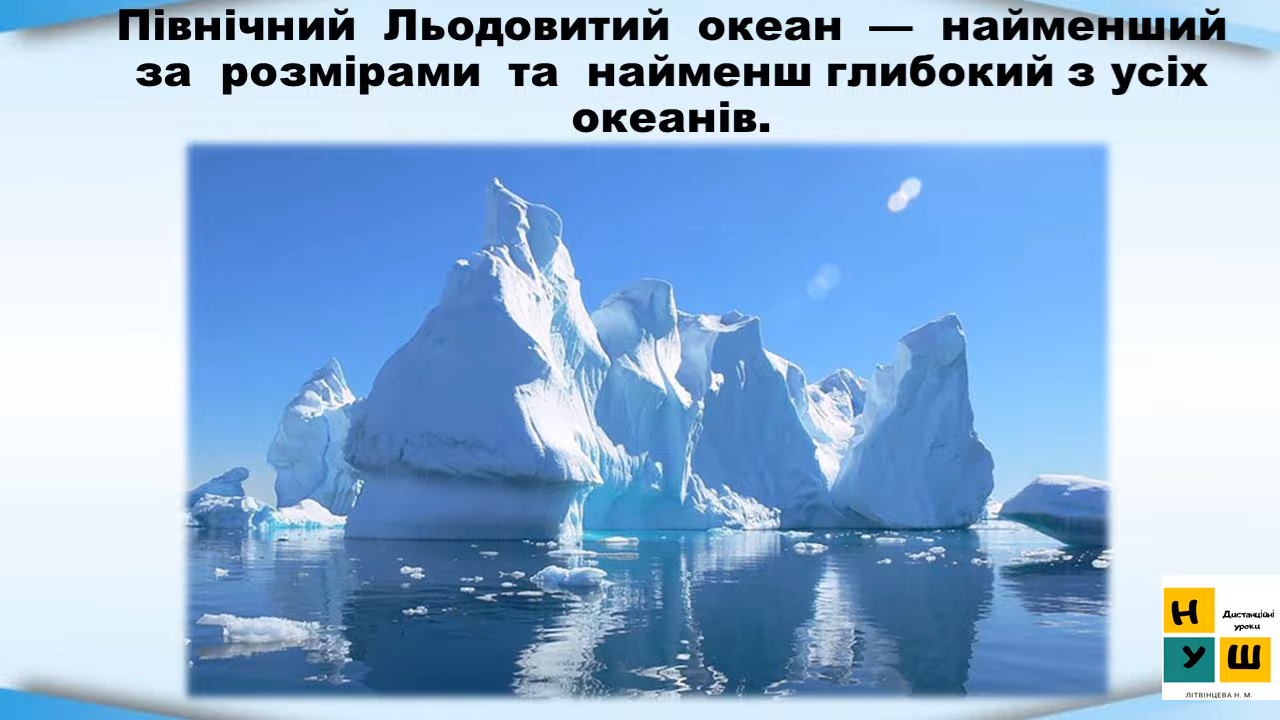 Північний Льодовитий океан — найменший
за розмірами та найменш глибокий з усіх
океанів.
Н
Дистанційні
уроки
У Ш
ЛІТВІНЦЕВА Н. М.